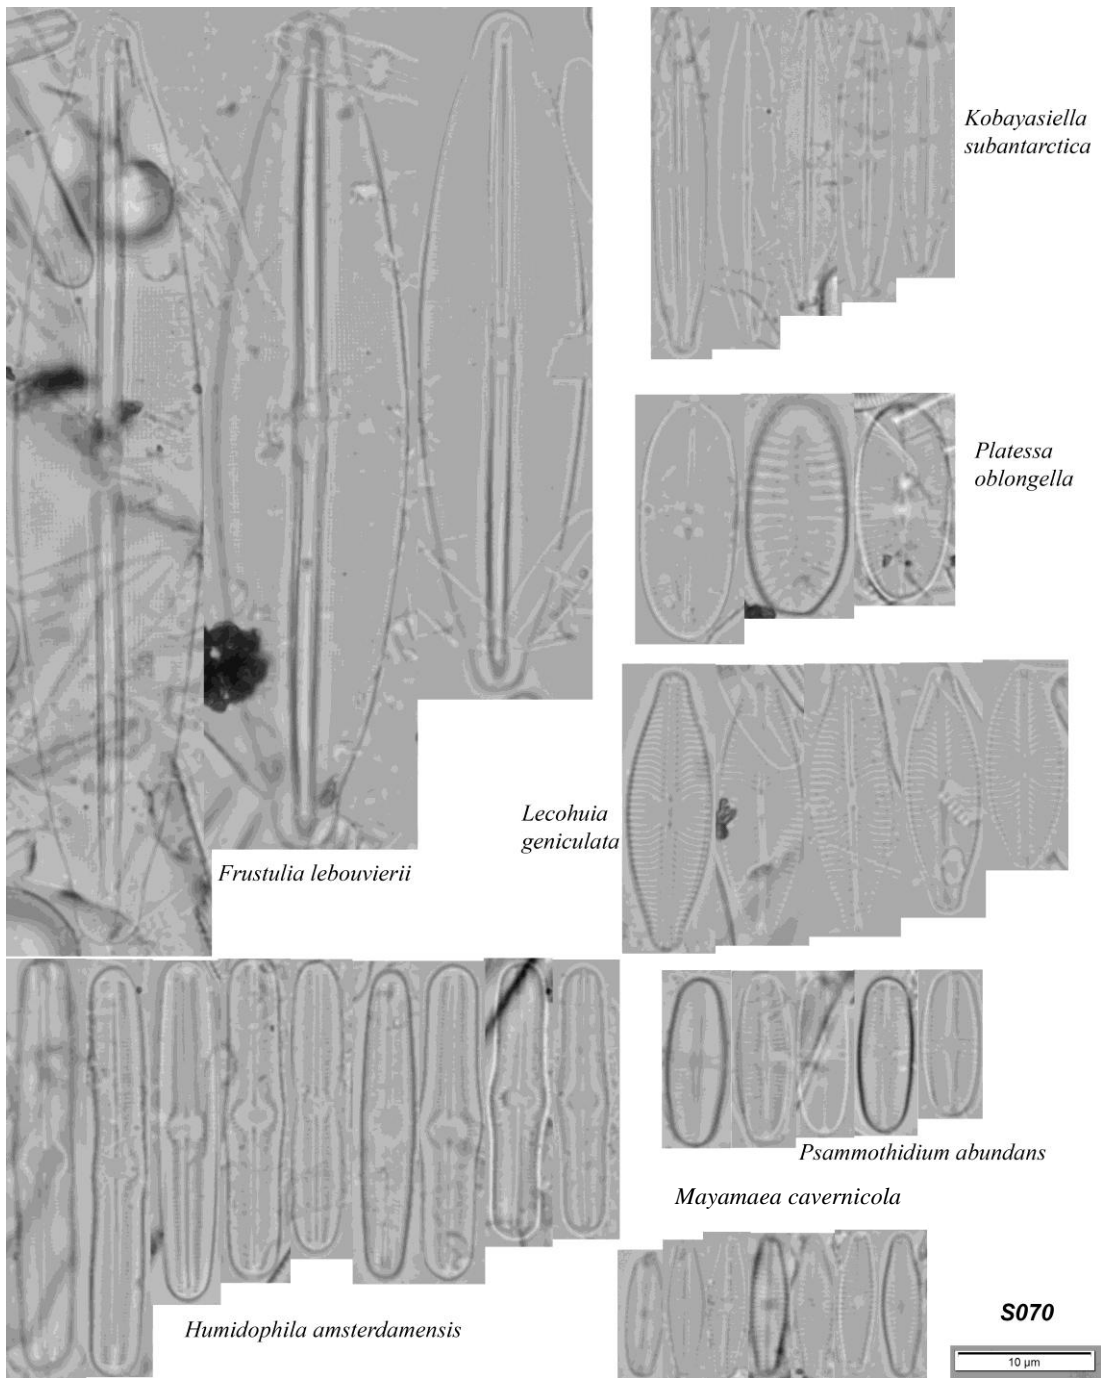 Kobayasiella
subantarctica
Platessa
oblongella
Lecohuia
geniculata
Frustulia lebouvierii
Psammothidium abundans
Mayamaea cavernicola
Humidophila amsterdamensis
S070
10 µm